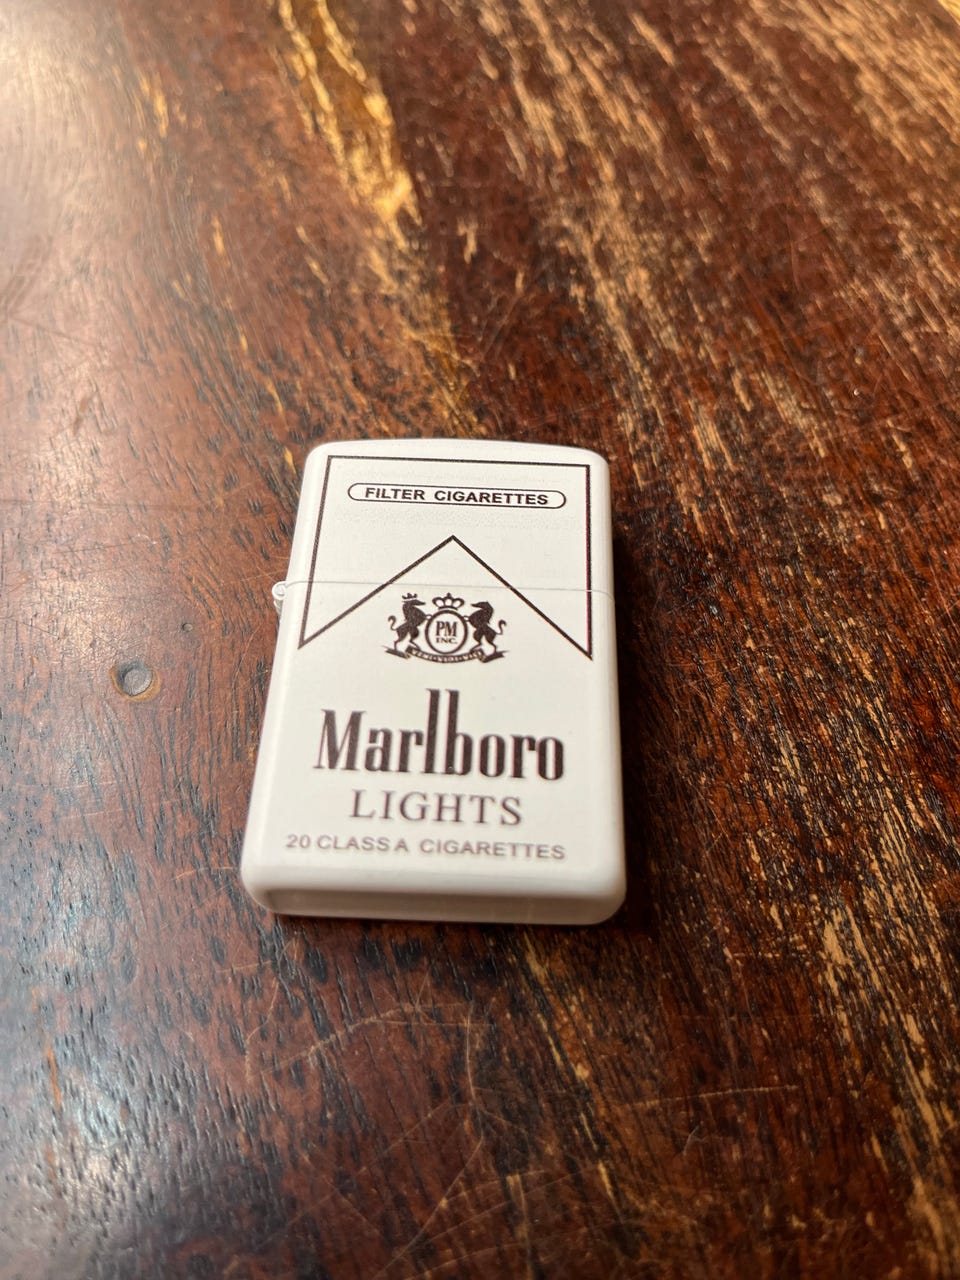 FILTER CIGARETTES
PM
INC.
Marlboro
LIGHTS
20 CLASS A CIGARETTES